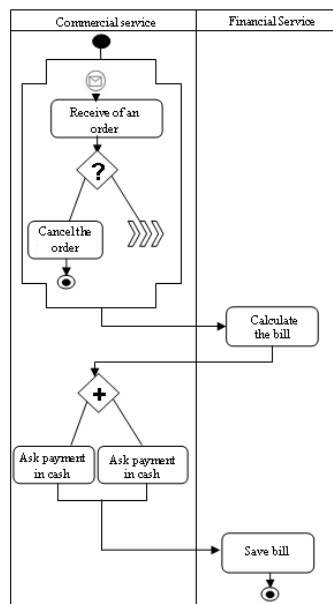 Commercial service
Financial Service
Receive of an
order
?
Cancel the
order
Calculate
the bill
+
Ask payment
in cash
Ask payment
in cash
Save bill